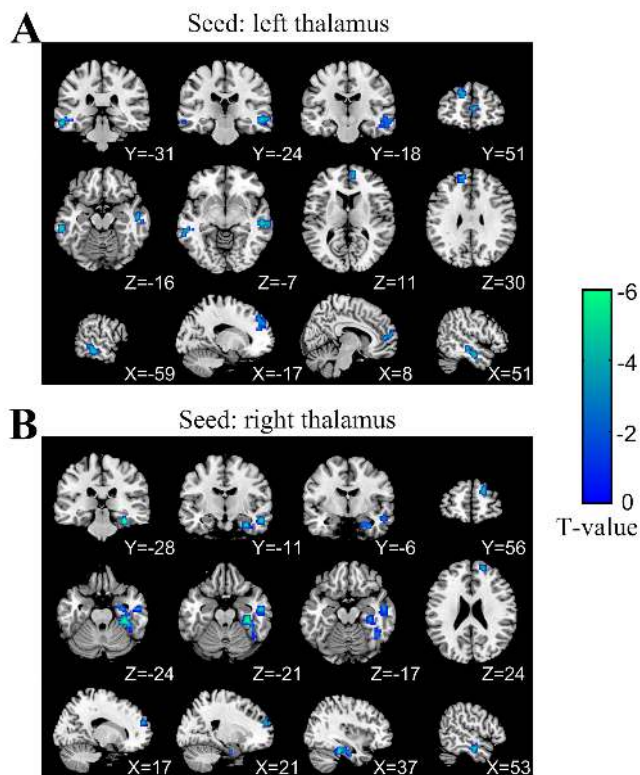 A
Seed: left thalamus
Y=-31 Y=-24 Y=-18 Y=51
Z=-16 Z=-7 Z=11 Z=30
X=-59 X=-17 X=8 X=51
B
Seed: right thalamus
Y=-28 Y=-11 Y=-6 Y=56
Z=-24 Z=-21 Z=-17 Z=24
X=17 X=21 X=37 X=53
-6
-4
-2
0
T-value